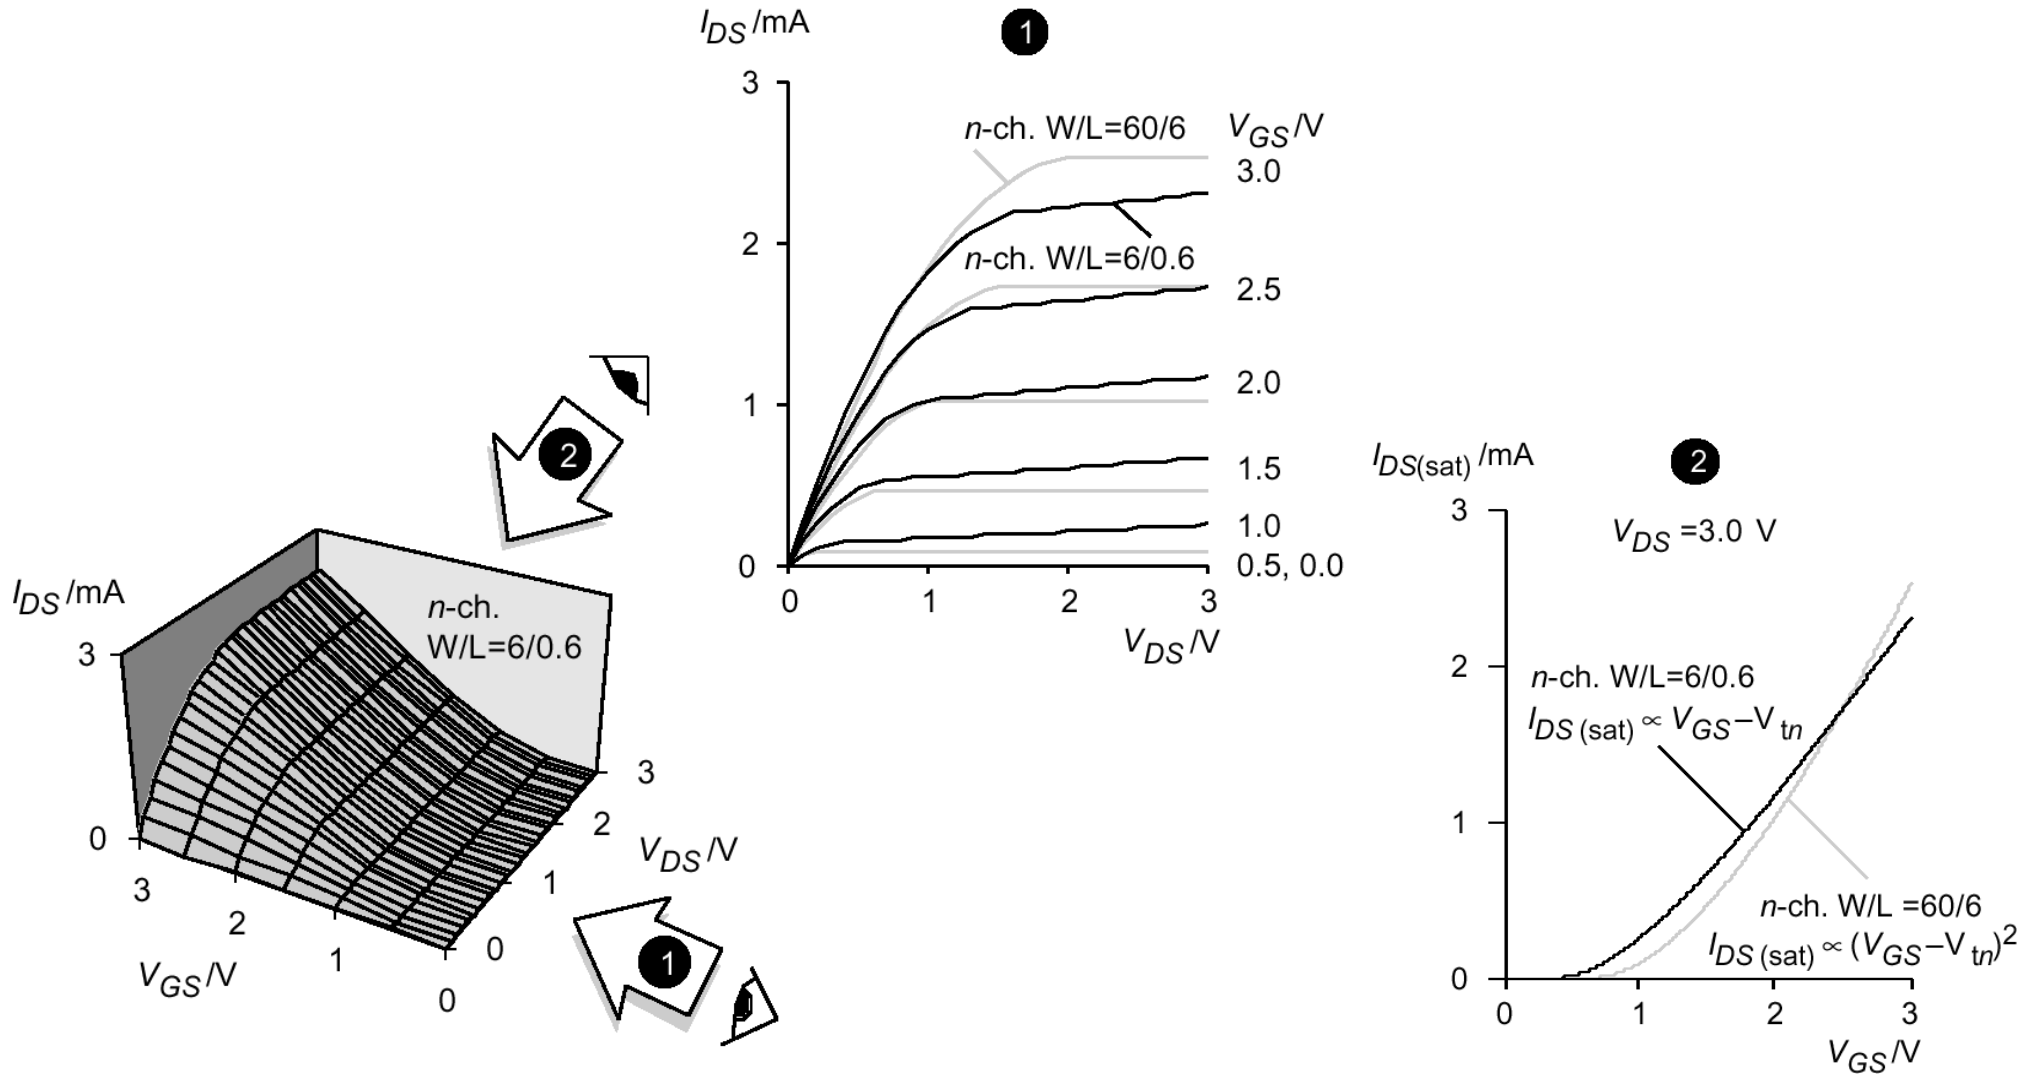 I_DS /mA
1
3
2
1
0
n-ch. W/L=60/6
n-ch. W/L=6/0.6
V_GS /V
3.0
2.5
2.0
1.5
1.0
0.5, 0.0
0 1 2 3
V_DS /V
2
I_DS /mA
n-ch.
W/L=6/0.6
3
0
3
2
1
0
V_GS /V
3
2
1
0
V_DS /V
1
I_DS(sat) /mA
2
V_DS =3.0 V
3
2
1
0
n-ch. W/L=6/0.6
I_DS (sat) ∝ V_GS–V_tn
n-ch. W/L =60/6
I_DS (sat) ∝ (V_GS–V_tn)²
0 1 2 3
V_GS /V